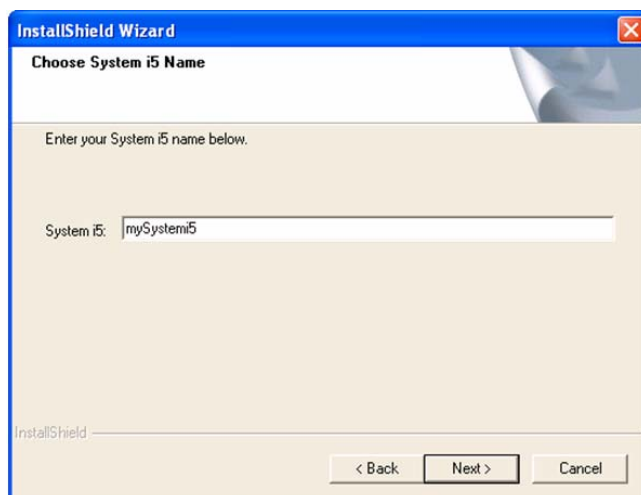 InstallShield Wizard
Choose System i5 Name
Enter your System i5 name below.
System i5: mySystemi5
InstallShield
< Back Next > Cancel